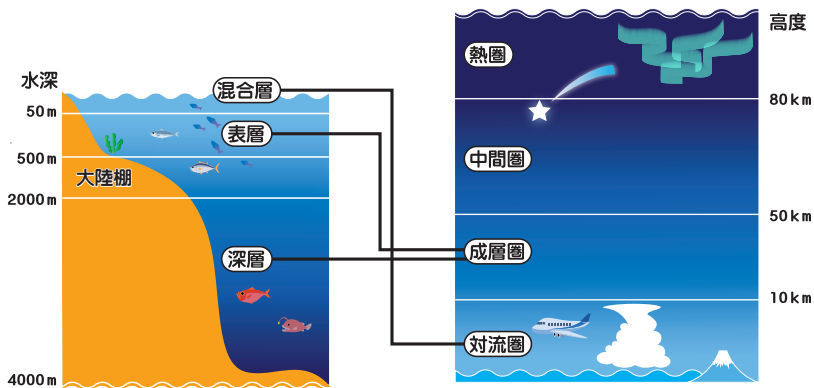 水深
混合層
50m
表層
500m
大陸棚
2000m
深層
4000m
高度
熱圏
80km
中間圏
50km
成層圏
10km
対流圏